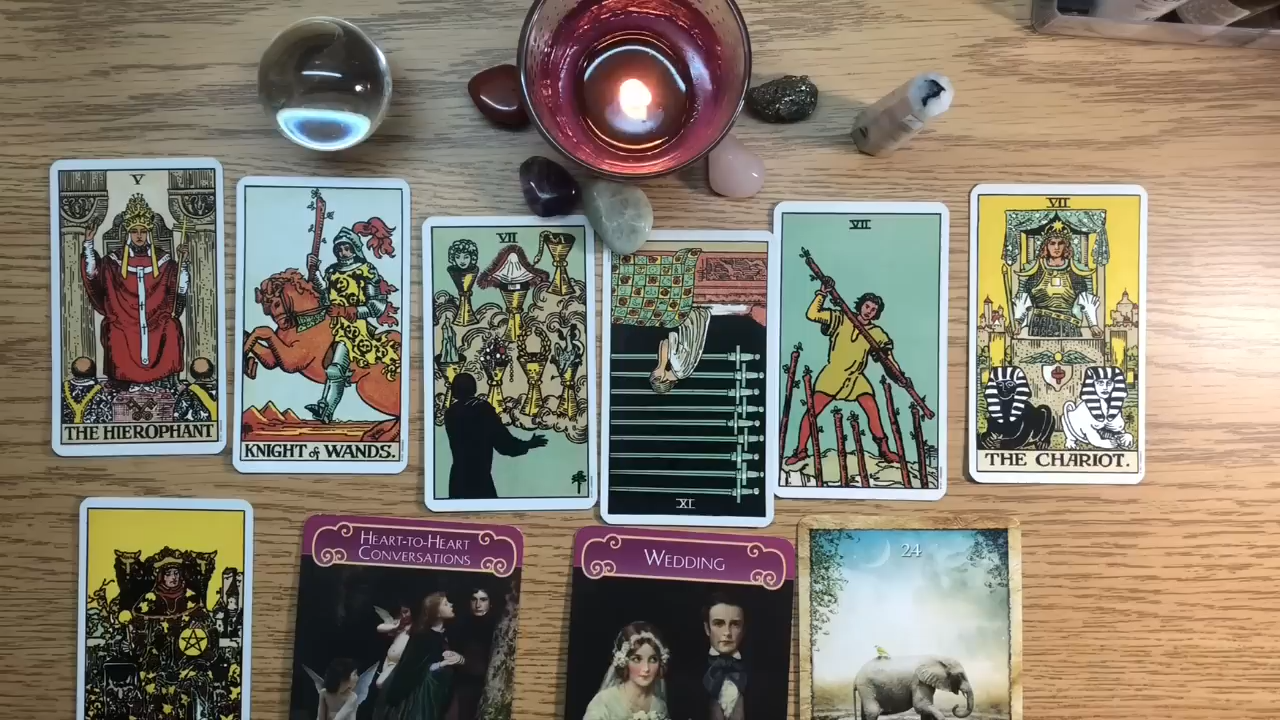 V
THE HIEROPHANT
KNIGHT of WANDS.
VII
XI
VII
VII
THE CHARIOT.
HEART-TO-HEART
CONVERSATIONS
WEDDING
24